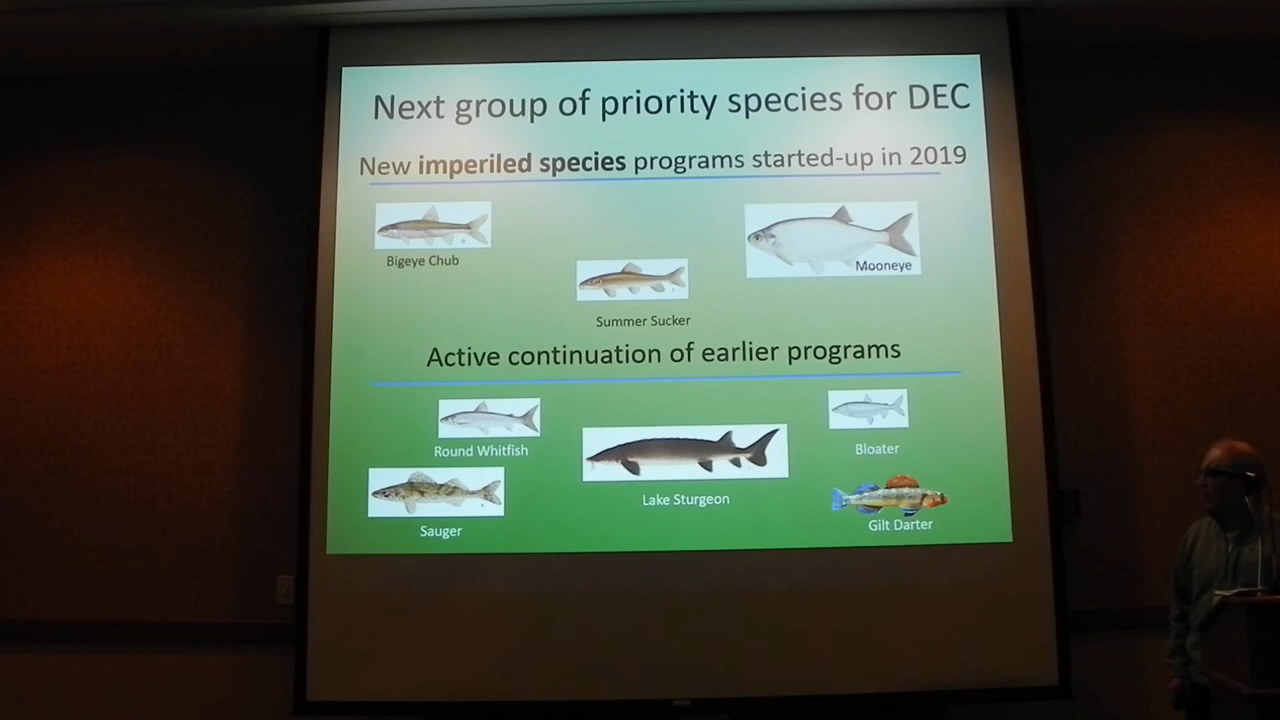 Next group of priority species for DEC
New imperiled species programs started-up in 2019
Bigeye Chub
Mooneye
Summer Sucker
Active continuation of earlier programs
Round Whitfish
Bloater
Lake Sturgeon
Sauger
Gilt Darter